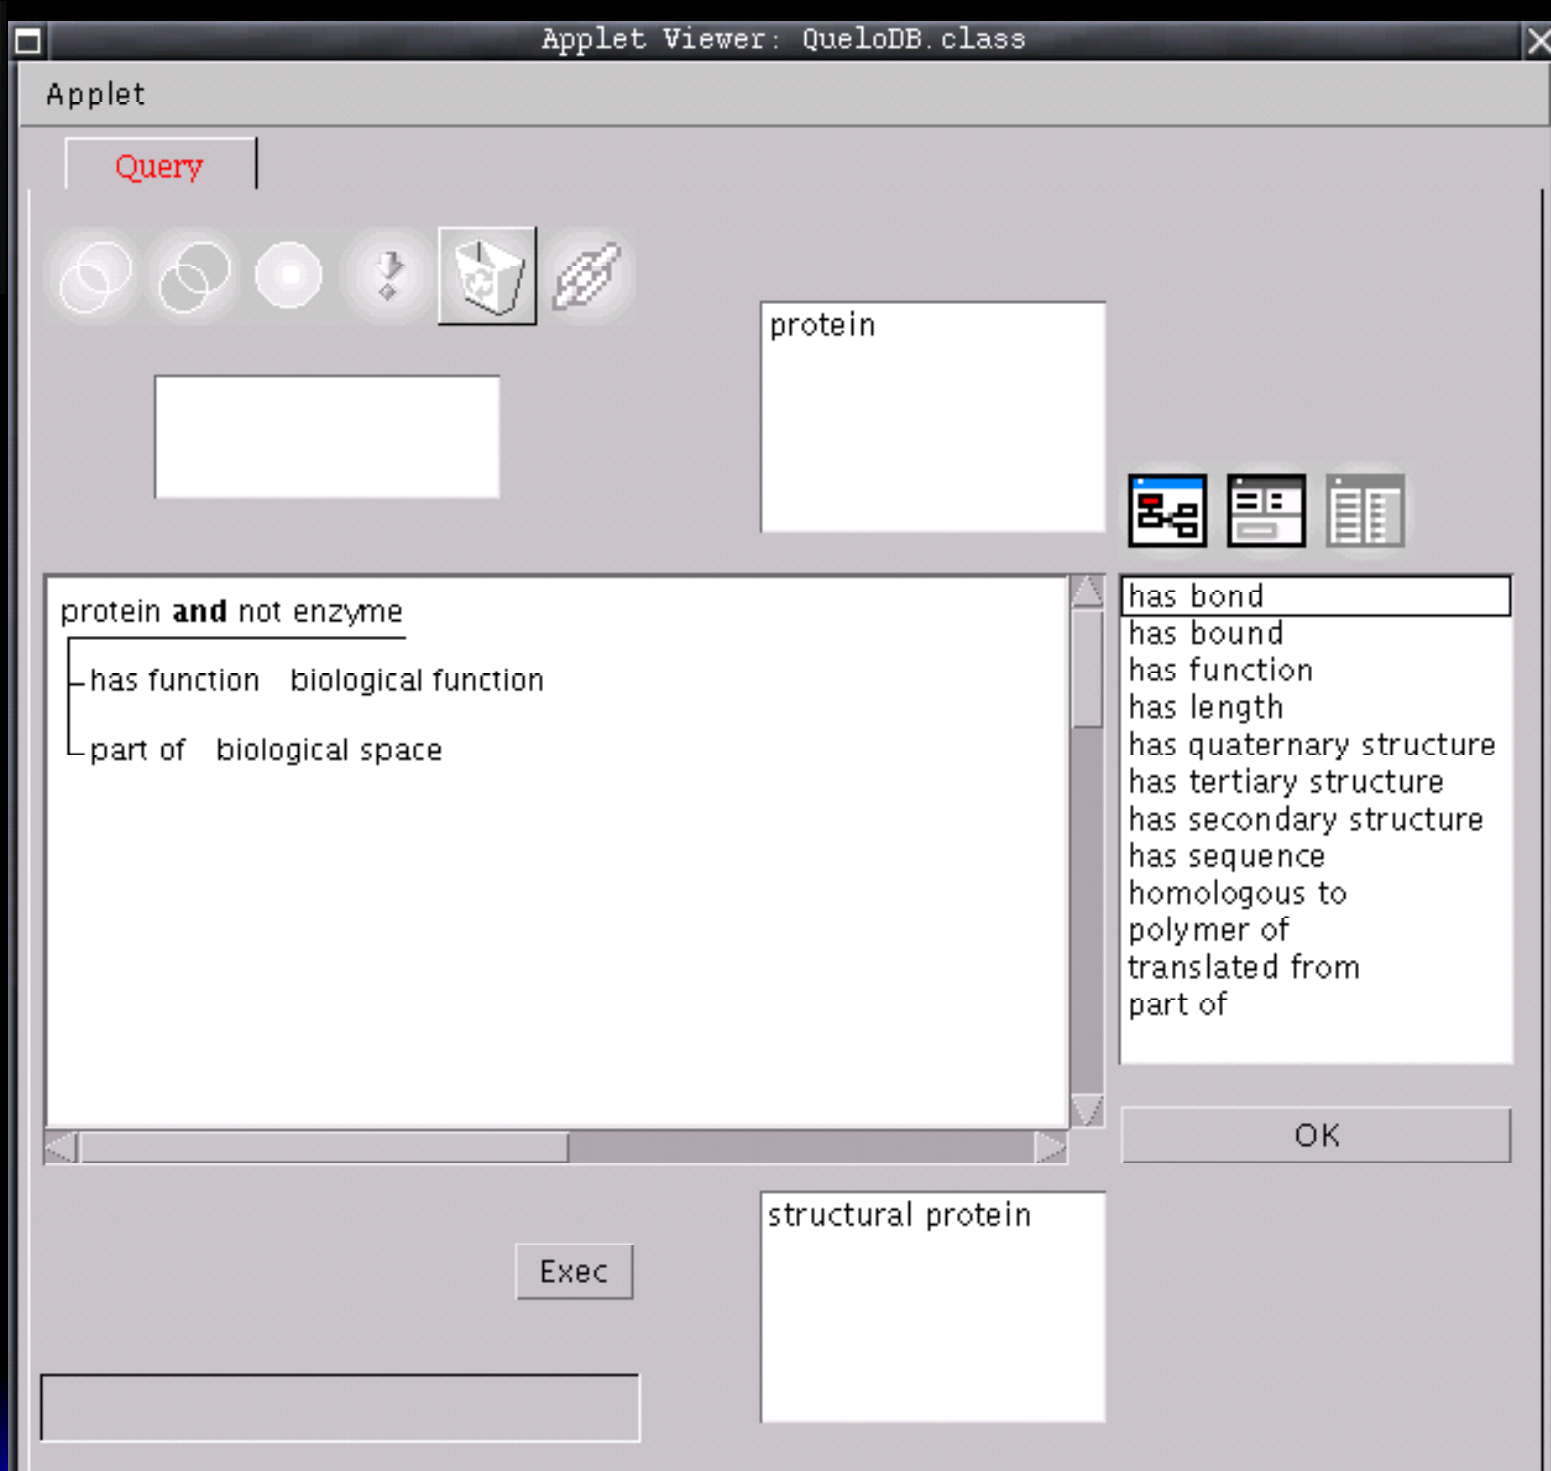 Applet Viewer: QueloDB.class
Applet
Query
protein
protein and not enzyme
has function biological function
part of biological space
has bond
has bound
has function
has length
has quaternary structure
has tertiary structure
has secondary structure
has sequence
homologous to
polymer of
translated from
part of
OK
structural protein
Exec